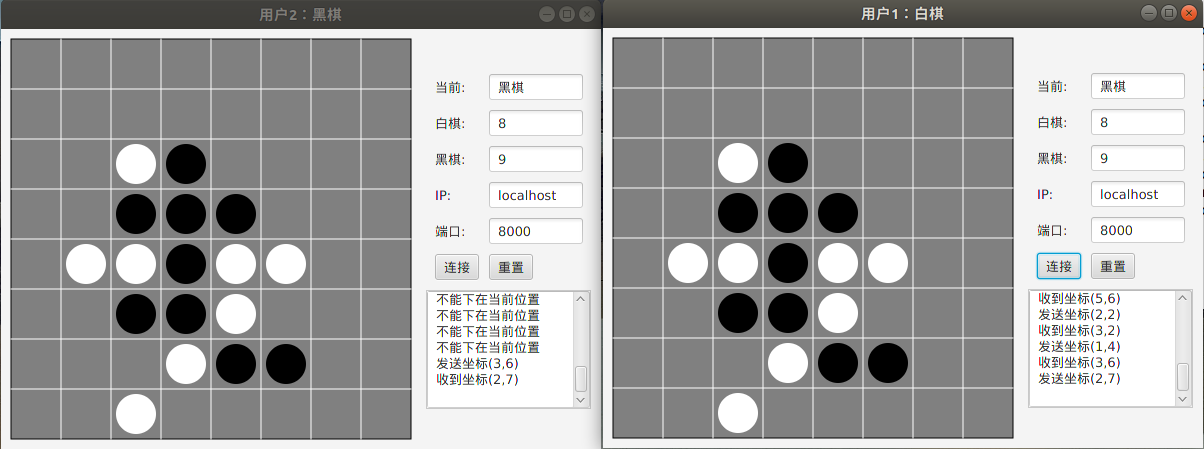 用户2：黑棋
当前:
黑棋
白棋:
8
黑棋:
9
IP:
localhost
端口:
8000
连接
重置
不能下在当前位置
不能下在当前位置
不能下在当前位置
不能下在当前位置
发送坐标(3,6)
收到坐标(2,7)
用户1：白棋
当前:
黑棋
白棋:
8
黑棋:
9
IP:
localhost
端口:
8000
连接
重置
收到坐标(5,6)
发送坐标(2,2)
收到坐标(3,2)
发送坐标(1,4)
收到坐标(3,6)
发送坐标(2,7)